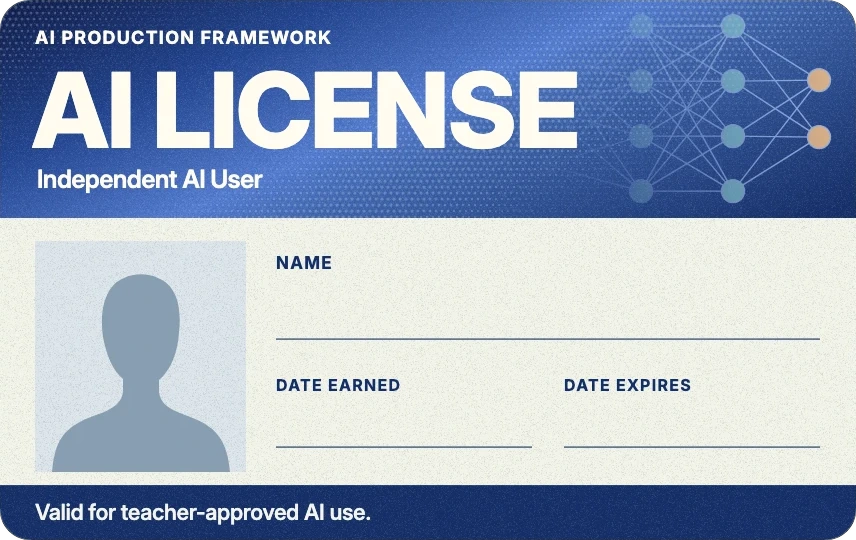 AI PRODUCTION FRAMEWORK
AI LICENSE
Independent AI User
NAME
DATE EARNED
DATE EXPIRES
Valid for teacher-approved AI use.